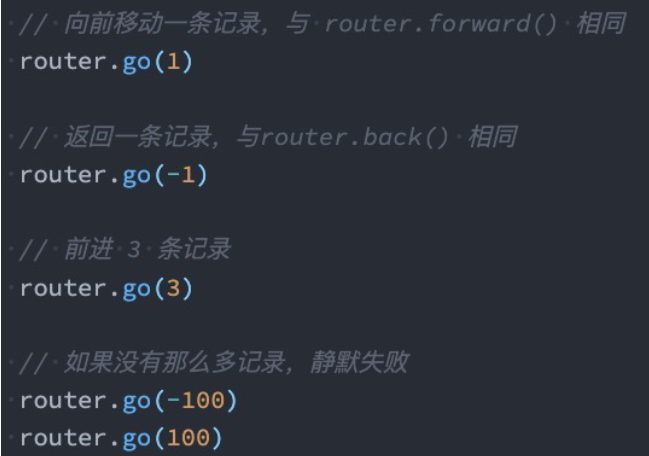 // 向前移动一条记录，与 router.forward() 相同
router.go(1)
// 返回一条记录，与router.back() 相同
router.go(-1)
// 前进 3 条记录
router.go(3)
// 如果没有那么多记录，静默失败
router.go(-100)
router.go(100)